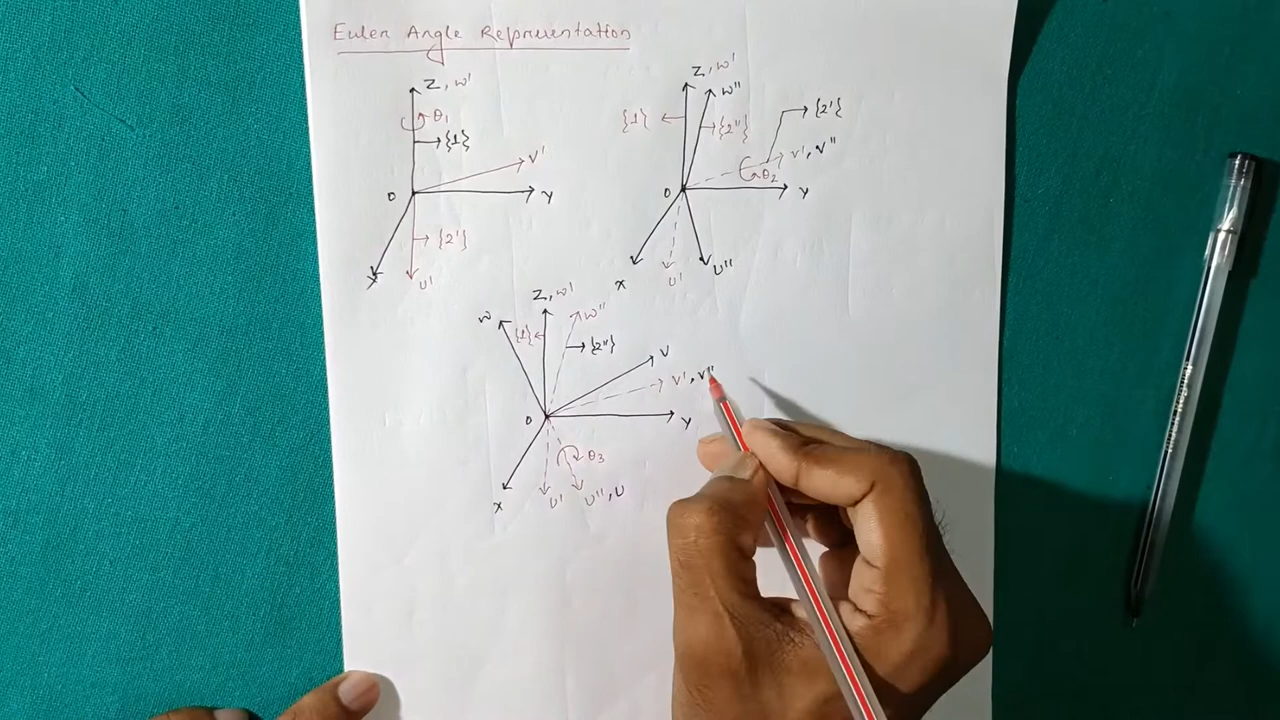 Euler Angle Representation
Z, w'
θ1
{1}
v'
O
Y
{2'}
X
U'
Z, w'
w''
{1}
{2''}
{2'}
v', v''
θ2
O
Y
X
U'
U''
Z, w'
w
{1}
w''
{2''}
v
v', v''
O
Y
θ3
X
U'
U'', U